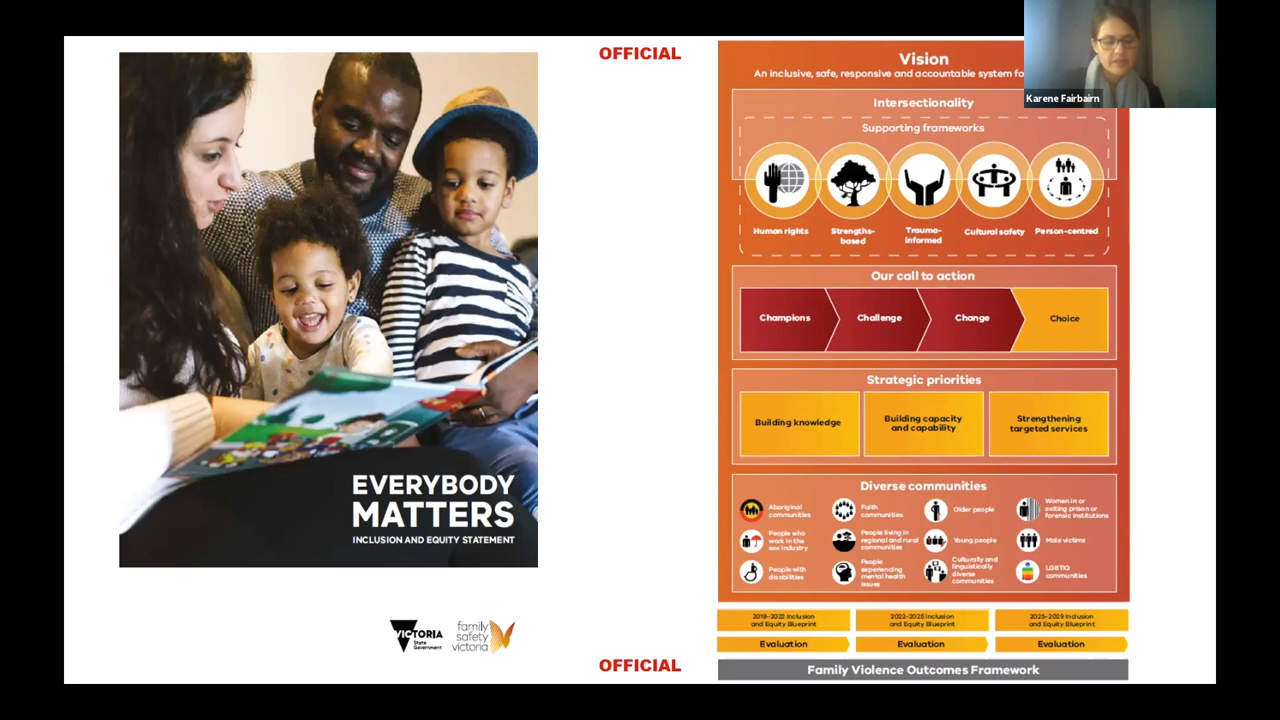 OFFICIAL
EVERYBODY
MATTERS
INCLUSION AND EQUITY STATEMENT
VICTORIA
State
Government
family
safety
victoria
OFFICIAL
Karene Fairbairn
Vision
An inclusive, safe, responsive and accountable system fo
Intersectionality
Supporting frameworks
Human rights
Strengths-
based
Trauma-
informed
Cultural safety
Person-centred
Our call to action
Champions
Challenge
Change
Choice
Strategic priorities
Building knowledge
Building capacity
and capability
Strengthening
targeted services
Diverse communities
Aboriginal
communities
Faith
communities
Older people
Women in or
exiting prison or
forensic institutions
People who
work in the
sex industry
People living in
regional and rural
communities
Young people
Male victims
People with
disabilities
People
experiencing
mental health
issues
Culturally and
linguistically
diverse
communities
LGBTIQ
communities
2019–2022 Inclusion
and Equity Blueprint
2022–2025 Inclusion
and Equity Blueprint
2025–2029 Inclusion
and Equity Blueprint
Evaluation
Evaluation
Evaluation
Family Violence Outcomes Framework